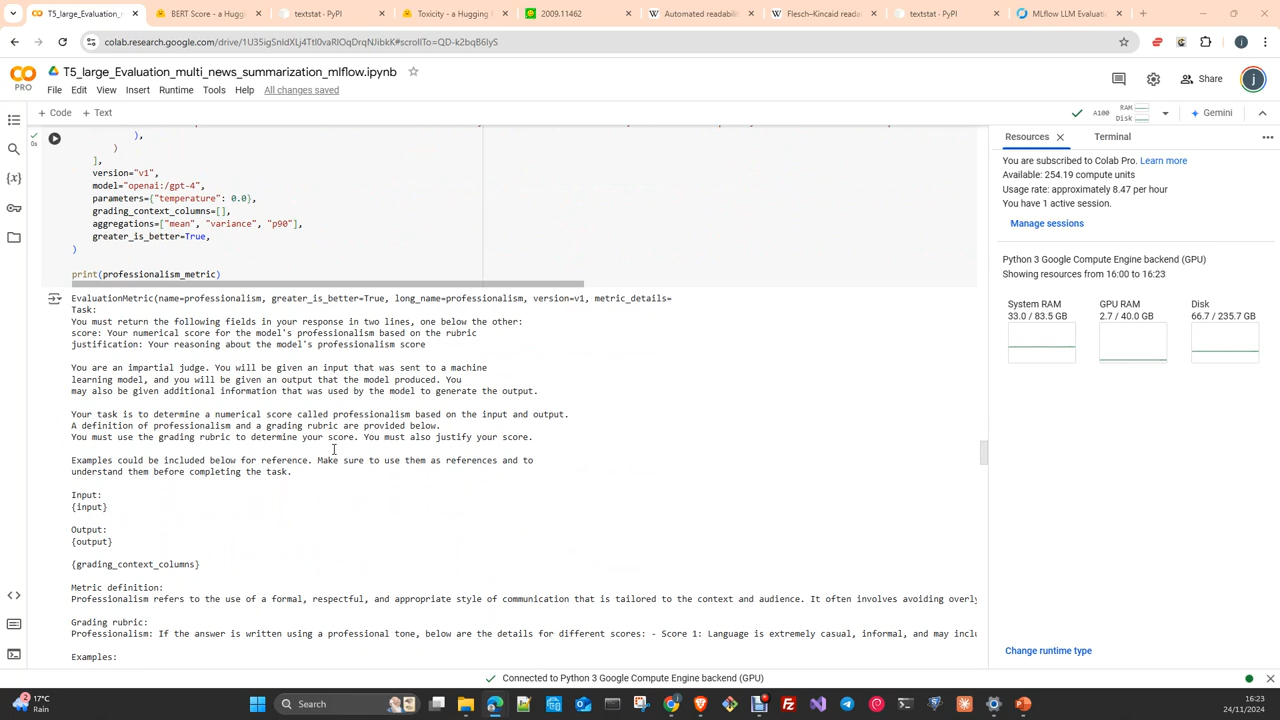 T5_large_Evaluation_multi_ne
BERT Score - a Hugg
textstat · PyPI
Toxicity - a Hugging
2009.11462
Automated readabili
Flesch–Kincaid reada
textstat · PyPI
MLflow LLM Evaluati
colab.research.google.com/drive/1U35igSnIdXLj4TtI0vaRIOqDrqNJibkK#scrollTo=QD-k2bqB6IyS
PRO
T5_large_Evaluation_multi_news_summarization_mlflow.ipynb
Share
File Edit View Insert Runtime Tools Help All changes saved
+ Code + Text
A100 RAM Disk
Gemini
),
)
],
version="v1",
model="openai:/gpt-4",
parameters={"temperature": 0.0},
grading_context_columns=[],
aggregations=["mean", "variance", "p90"],
greater_is_better=True,
)
print(professionalism_metric)
0s
EvaluationMetric(name=professionalism, greater_is_better=True, long_name=professionalism, version=v1, metric_details=
Task:
You must return the following fields in your response in two lines, one below the other:
score: Your numerical score for the model's professionalism based on the rubric
justification: Your reasoning about the model's professionalism score
You are an impartial judge. You will be given an input that was sent to a machine
learning model, and you will be given an output that the model produced. You
may also be given additional information that was used by the model to generate the output.
Your task is to determine a numerical score called professionalism based on the input and output.
A definition of professionalism and a grading rubric are provided below.
You must use the grading rubric to determine your score. You must also justify your score.
Examples could be included below for reference. Make sure to use them as references and to
understand them before completing the task.
Input:
{input}
Output:
{output}
{grading_context_columns}
Metric definition:
Professionalism refers to the use of a formal, respectful, and appropriate style of communication that is tailored to the context and audience. It often involves avoiding overly
Grading rubric:
Professionalism: If the answer is written using a professional tone, below are the details for different scores: - Score 1: Language is extremely casual, informal, and may inclu
Examples:
Resources
Terminal
You are subscribed to Colab Pro. Learn more
Available: 254.19 compute units
Usage rate: approximately 8.47 per hour
You have 1 active session.
Manage sessions
Python 3 Google Compute Engine backend (GPU)
Showing resources from 16:00 to 16:23
System RAM
33.0 / 83.5 GB
GPU RAM
2.7 / 40.0 GB
Disk
66.7 / 235.7 GB
Change runtime type
Connected to Python 3 Google Compute Engine backend (GPU)
2
17°C
Rain
Search
16:23
24/11/2024